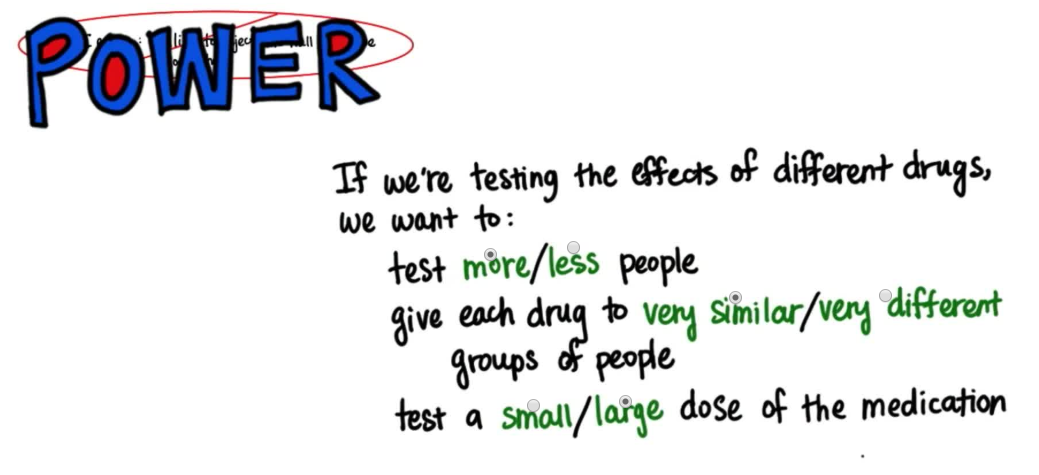 POWER
If we're testing the effects of different drugs,
we want to:
test more/less people
give each drug to very similar/very different
groups of people
test a small/large dose of the medication